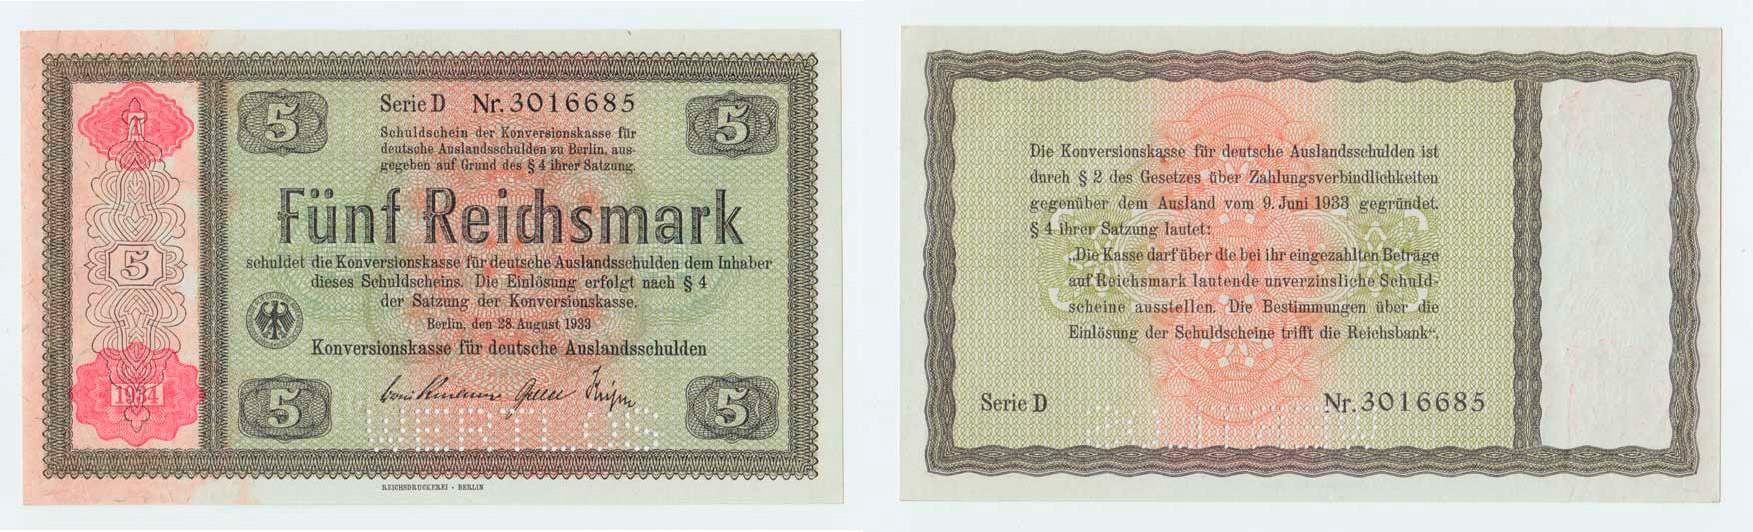 5
Serie D Nr. 3016685
5
Schuldschein der Konversionskasse für
deutsche Auslandsschulden zu Berlin, aus-
gegeben auf Grund des § 4 ihrer Satzung.
Fünf Reichsmark
schuldet die Konversionskasse für deutsche Auslandsschulden dem Inhaber
dieses Schuldscheins. Die Einlösung erfolgt nach § 4
der Satzung der Konversionskasse.
Berlin, den 28. August 1933
Konversionskasse für deutsche Auslandsschulden
5
1934
5
5
WERTLOS
REICHSDRUCKEREI · BERLIN
Die Konversionskasse für deutsche Auslandsschulden ist
durch § 2 des Gesetzes über Zahlungsverbindlichkeiten
gegenüber dem Ausland vom 9. Juni 1933 gegründet.
§ 4 ihrer Satzung lautet:
„Die Kasse darf über die bei ihr eingezahlten Beträge
auf Reichsmark lautende unverzinsliche Schuld-
scheine ausstellen. Die Bestimmungen über die
Einlösung der Schuldscheine trifft die Reichsbank“.
Serie D Nr. 3016685